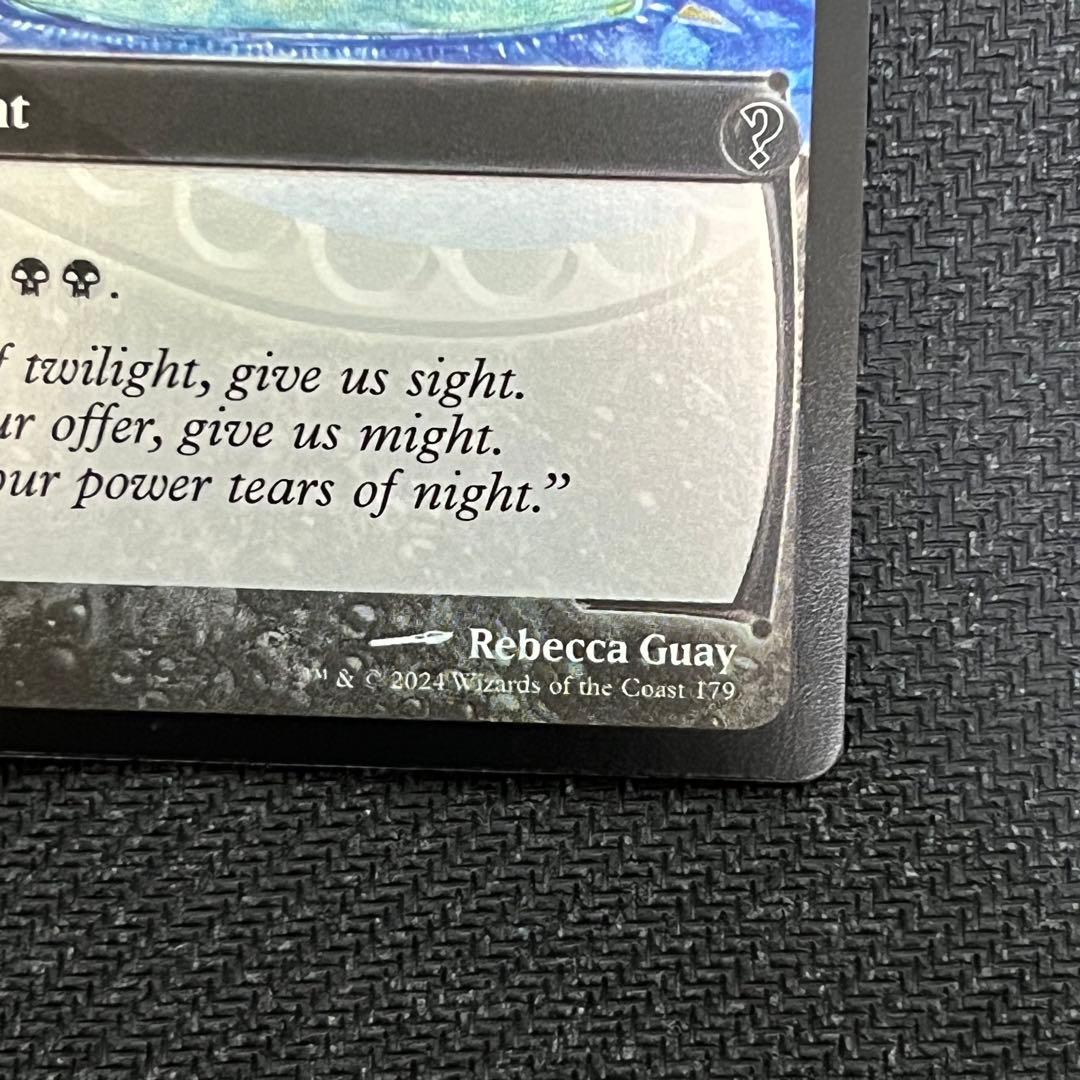 nt
?
.
f twilight, give us sight.
ur offer, give us might.
our power tears of night.”
Rebecca Guay
™ & © 2024 Wizards of the Coast 179